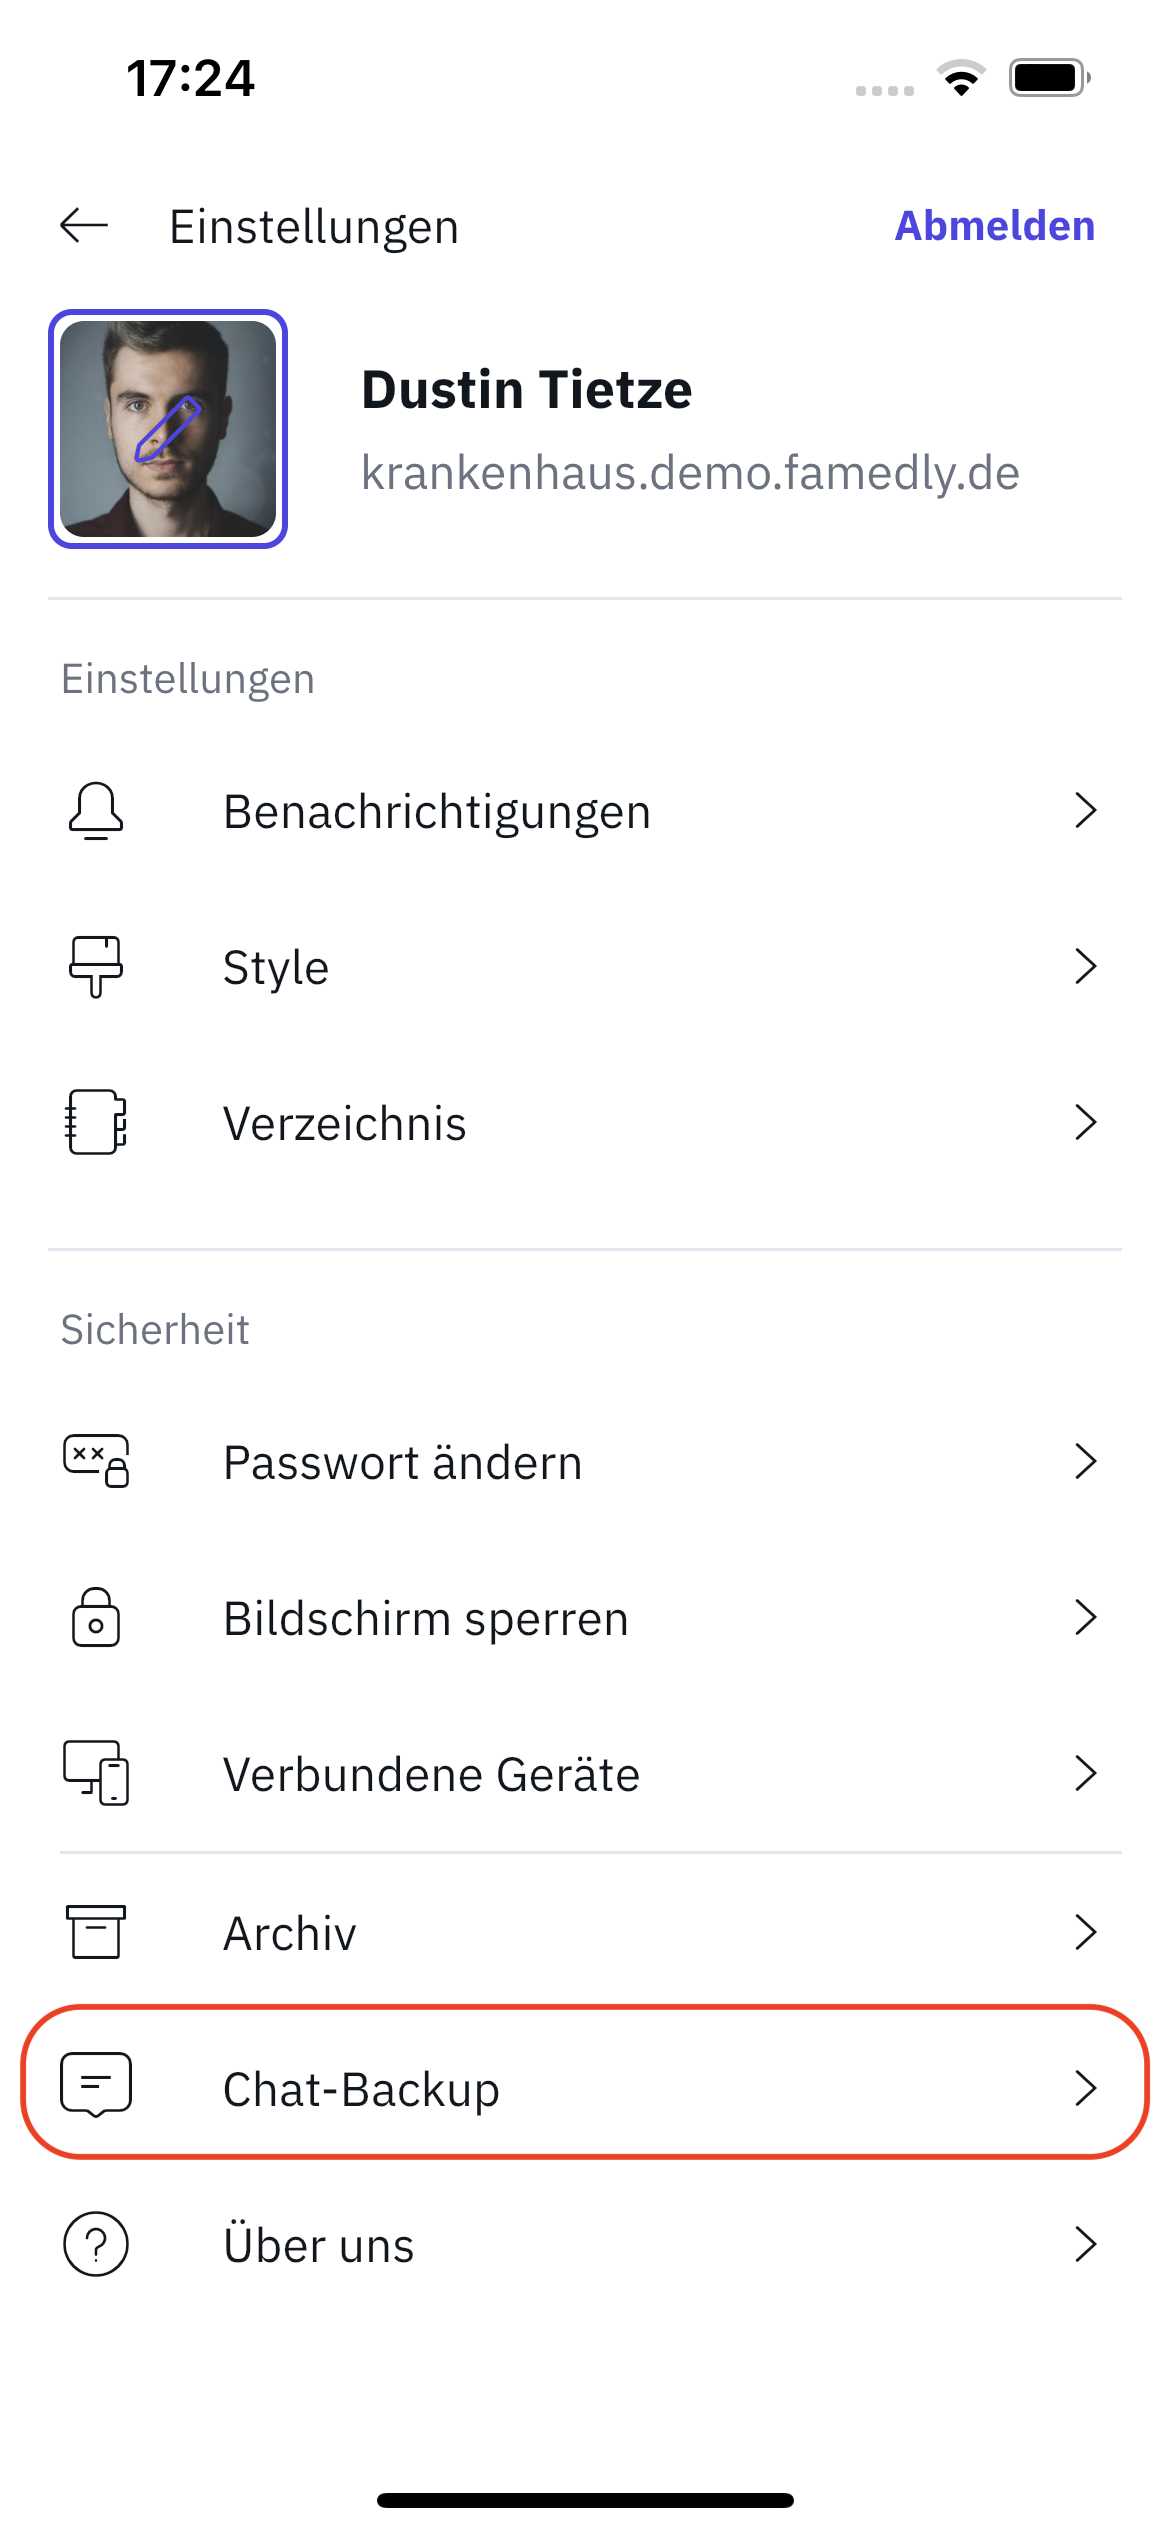 17:24
Einstellungen
Abmelden
Dustin Tietze
krankenhaus.demo.famedly.de
Einstellungen
Benachrichtigungen
Style
Verzeichnis
Sicherheit
Passwort ändern
Bildschirm sperren
Verbundene Geräte
Archiv
Chat-Backup
Über uns